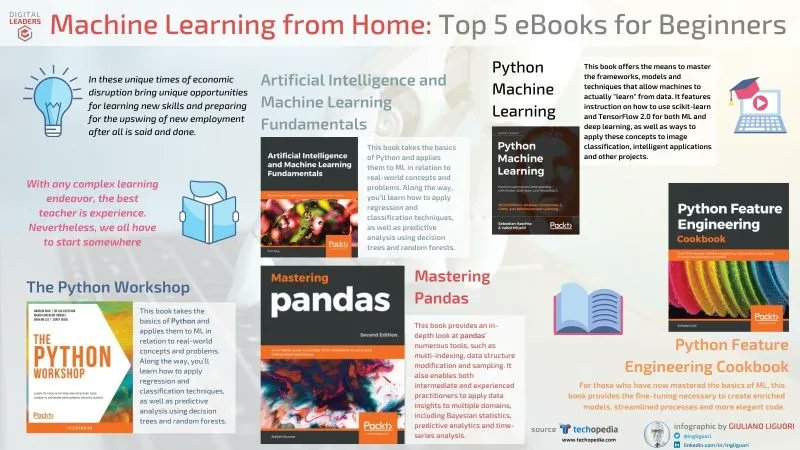 DIGITAL
LEADERS
Machine Learning from Home: Top 5 eBooks for Beginners
In these unique times of economic
disruption bring unique opportunities
for learning new skills and preparing
for the upswing of new employment
after all is said and done.
With any complex learning
endeavor, the best
teacher is experience.
Nevertheless, we all have
to start somewhere
Artificial Intelligence and
Machine Learning
Fundamentals
Artificial Intelligence
and Machine Learning
Fundamentals
Packt
This book takes the basics
of Python and applies
them to ML in relation to
real-world concepts and
problems. Along the way,
you'll learn how to apply
regression and
classification techniques,
as well as predictive
analysis using decision
trees and random forests.
Python
Machine
Learning
Python
Machine
Learning
Sebastian Raschka
& Vahid Mirjalili
Packt
This book offers the means to master
the frameworks, models and
techniques that allow machines to
actually "learn" from data. It features
instruction on how to use scikit-learn
and TensorFlow 2.0 for both ML and
deep learning, as well as ways to
apply these concepts to image
classification, intelligent applications
and other projects.
The Python Workshop
THE
PYTHON
WORKSHOP
Packt
This book takes the
basics of Python and
applies them to ML in
relation to real-world
concepts and problems.
Along the way, you'll
learn how to apply
regression and
classification techniques,
as well as predictive
analysis using decision
trees and random forests.
Mastering
pandas
Second Edition
Packt
Mastering
Pandas
This book provides an in-
depth look at pandas'
numerous tools, such as
multi-indexing, data structure
modification and sampling. It
also enables both
intermediate and experienced
practitioners to apply data
insights to multiple domains,
including Bayesian statistics,
predictive analytics and time-
series analysis.
Python Feature
Engineering
Cookbook
Packt
Python Feature
Engineering Cookbook
For those who have now mastered the basics of ML, this
book provides the fine-tuning necessary to create enriched
models, streamlined processes and more elegant code.
source techopedia
www.techopedia.com
infographic by GIULIANO LIGUORI
@ingliguori
linkedin.com/in/ingliguori